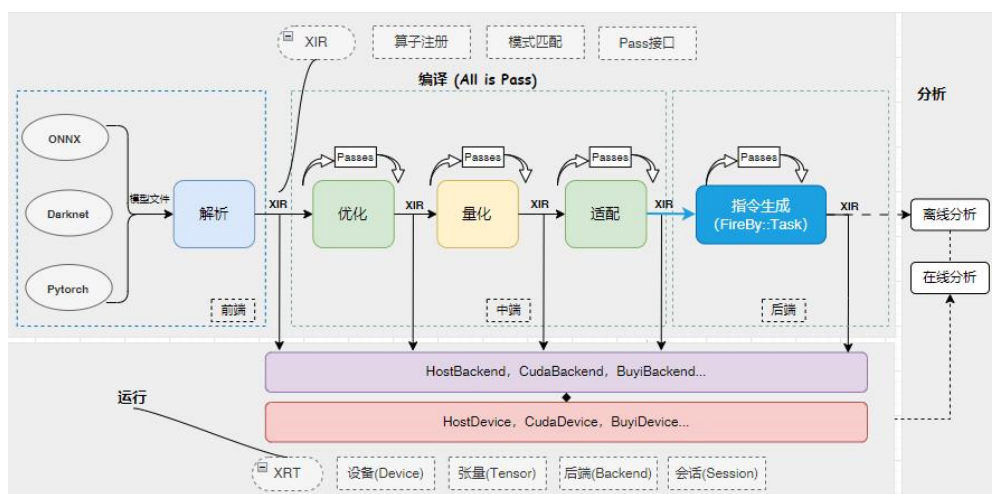 XIR
算子注册
模式匹配
Pass接口
编译 (All is Pass)
分析
ONNX
Darknet
Pytorch
模型文件
解析
XIR
Passes
优化
XIR
Passes
量化
XIR
Passes
适配
XIR
Passes
指令生成
(FireBy::Task)
XIR
离线分析
在线分析
前端
中端
后端
HostBackend, CudaBackend, BuyiBackend...
运行
HostDevice, CudaDevice, BuyiDevice...
XRT
设备(Device)
张量(Tensor)
后端(Backend)
会话(Session)